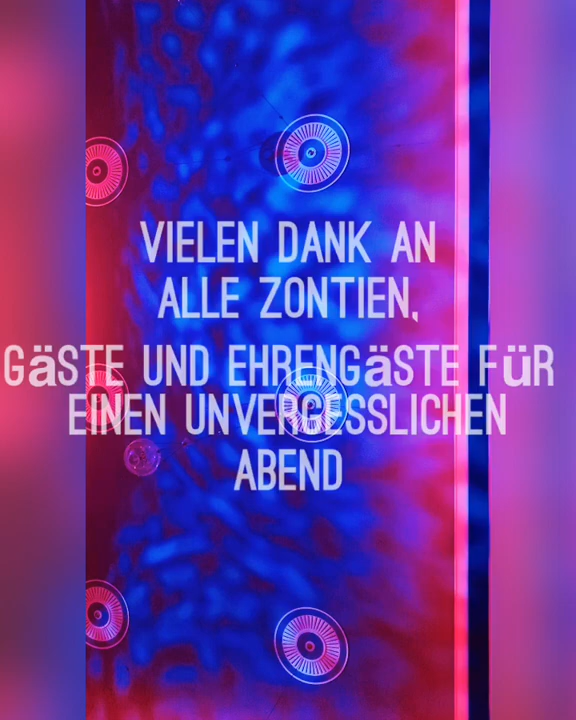 VIELEN DANK AN
ALLE ZONTIEN,
GäSTE UND EHRENGäSTE FüR
EINEN UNVERGESSLICHEN
ABEND